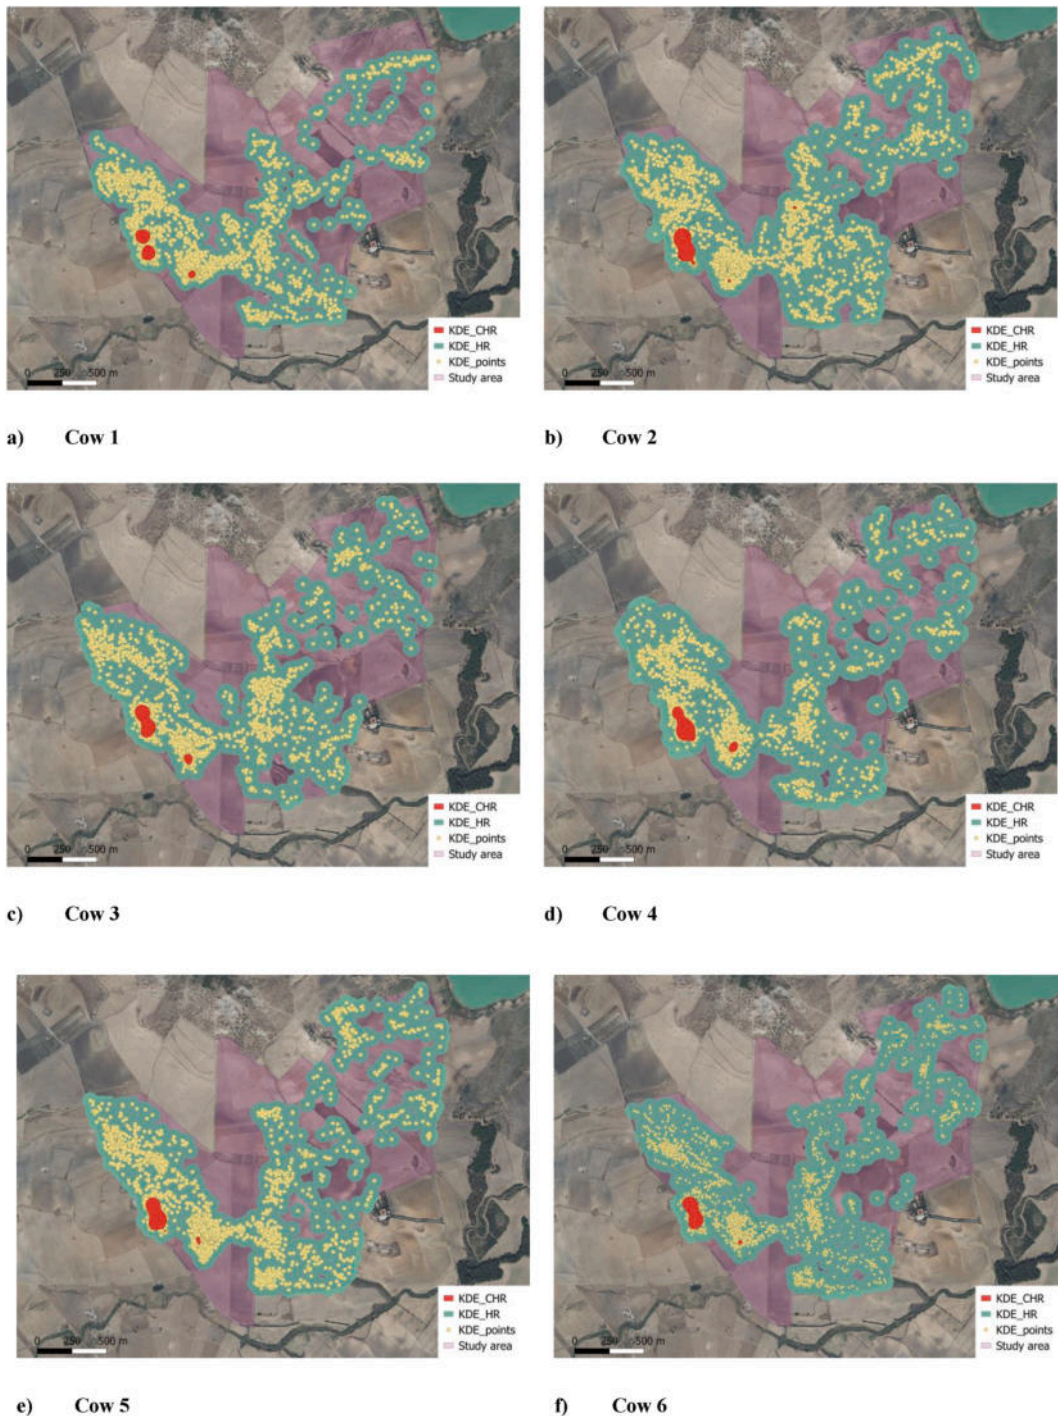 KDE_CHR
KDE_HR
KDE_points
Study area
0 250 500 m
KDE_CHR
KDE_HR
KDE_points
Study area
0 250 500 m
a) Cow 1
b) Cow 2
KDE_CHR
KDE_HR
KDE_points
Study area
0 250 500 m
KDE_CHR
KDE_HR
KDE_points
Study area
0 250 500 m
c) Cow 3
d) Cow 4
KDE_CHR
KDE_HR
KDE_points
Study area
0 250 500 m
KDE_CHR
KDE_HR
KDE_points
Study area
0 250 500 m
e) Cow 5
f) Cow 6